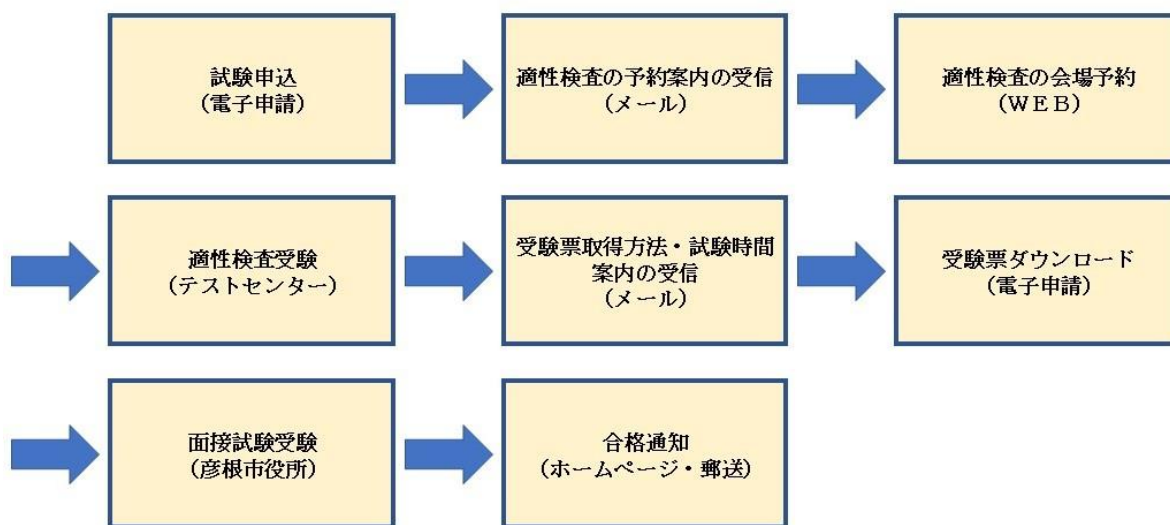 試験申込
(電子申請)
適性検査の予約案内の受信
(メール)
適性検査の会場予約
(ＷＥＢ)
適性検査受験
(テストセンター)
受験票取得方法・試験時間
案内の受信
(メール)
受験票ダウンロード
(電子申請)
面接試験受験
(彦根市役所)
合格通知
(ホームページ・郵送)